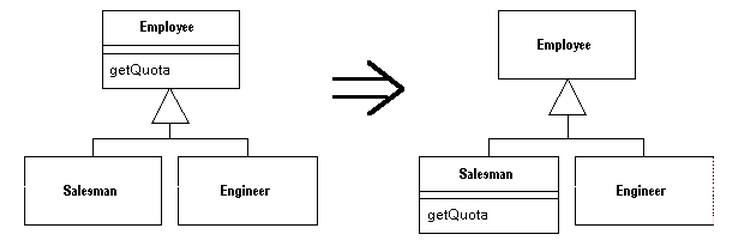 Employee
getQuota
Salesman
Engineer
Employee
Salesman
getQuota
Engineer